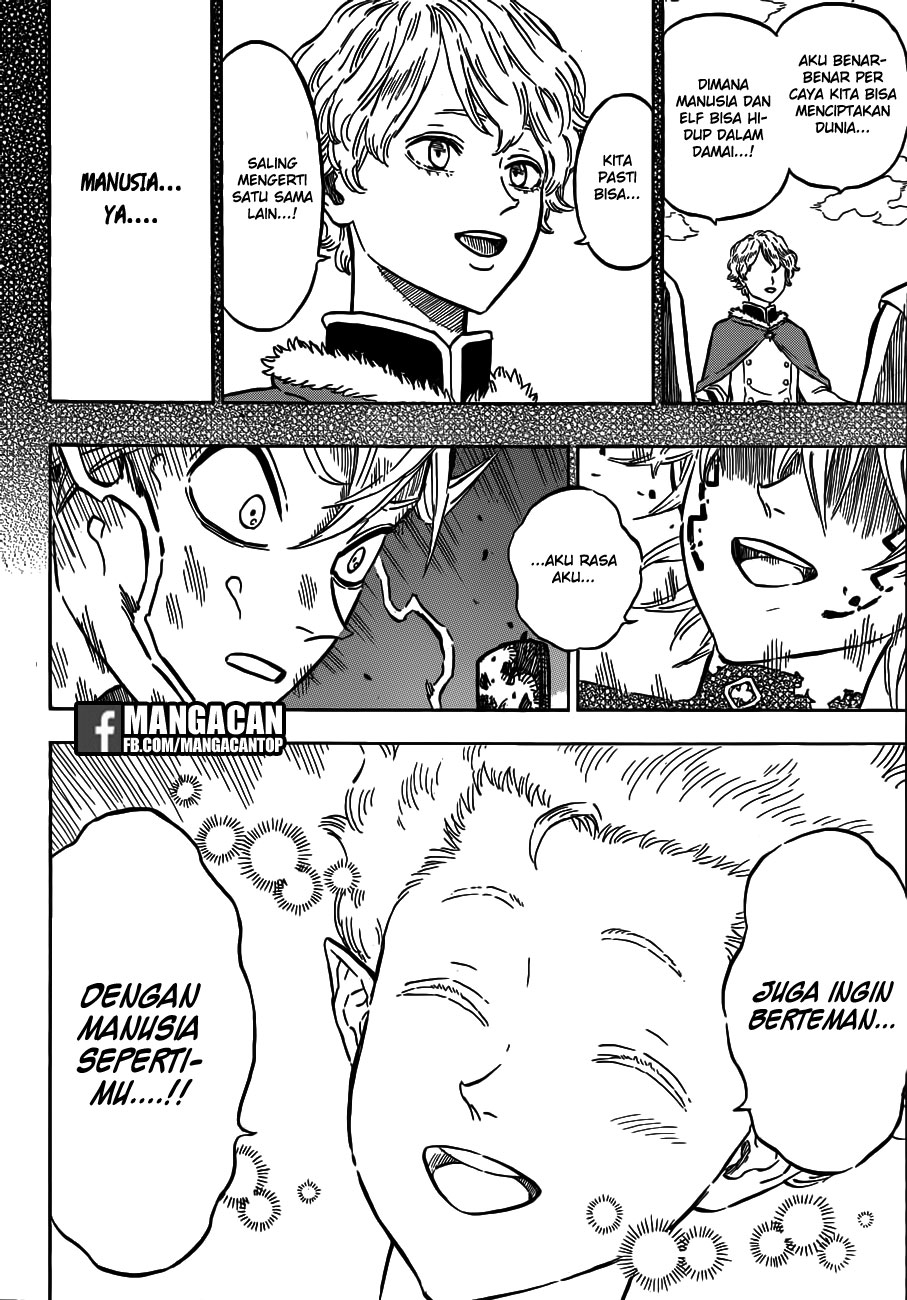 AKU BENAR-
BENAR PER
CAYA KITA BISA
MENCIPTAKAN
DUNIA...
DIMANA
MANUSIA DAN
ELF BISA HI-
DUP DALAM
DAMAI...!
KITA
PASTI
BISA...
SALING
MENGERTI
SATU SAMA
LAIN...!
MANUSIA...
YA....
...AKU RASA
AKU...
MANGACAN
FB.COM/MANGACANTOP
JUGA INGIN
BERTEMAN...
DENGAN
MANUSIA
SEPERTI-
MU....!!